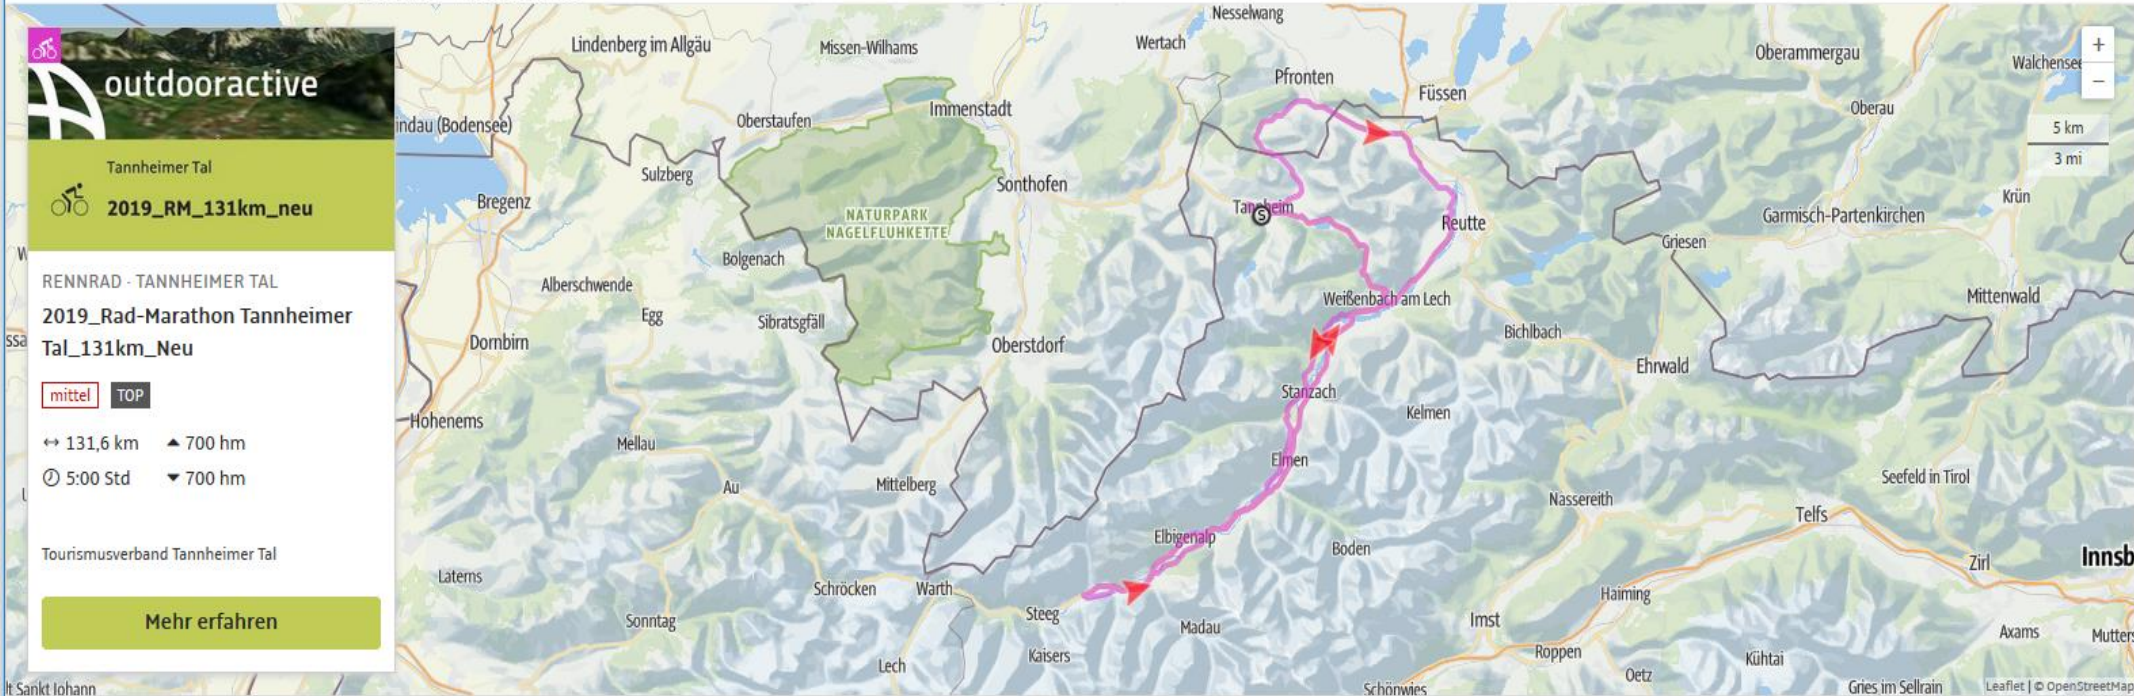 outdooractive
Tannheimer Tal
2019_RM_131km_neu
RENNRAD · TANNHEIMER TAL
2019_Rad-Marathon Tannheimer
Tal_131km_Neu
mittel TOP
131,6 km 700 hm
5:00 Std 700 hm
Tourismusverband Tannheimer Tal
Mehr erfahren
Nesselwang
Lindenberg im Allgäu
Missen-Wilhams
Wertach
Oberammergau
Walchensee
+
−
Pfronten
Füssen
Immenstadt
Oberau
indau (Bodensee)
Oberstaufen
5 km
3 mi
Sulzberg
Sonthofen
Krün
Bregenz
Tannheim
S
NATURPARK
NAGELFLUHKETTE
Reutte
Garmisch-Partenkirchen
Griesen
Bolgenach
Alberschwende
Weißenbach am Lech
Mittenwald
Egg
Sibratsgfäll
Bichlbach
ssa
Dornbirn
Oberstdorf
Ehrwald
Stanzach
Kelmen
Hohenems
Mellau
Elmen
Au
Mittelberg
Seefeld in Tirol
Nassereith
Telfs
Elbigenalp
Boden
Zirl
Innsb
Laterns
Schröcken
Warth
Haiming
Steeg
Sonntag
Madau
Imst
Axams
Mutters
Kaisers
Roppen
Kühtai
Lech
Oetz
lt Sankt Johann
Schönwies
Gries im Sellrain
Leaflet | © OpenStreetMap